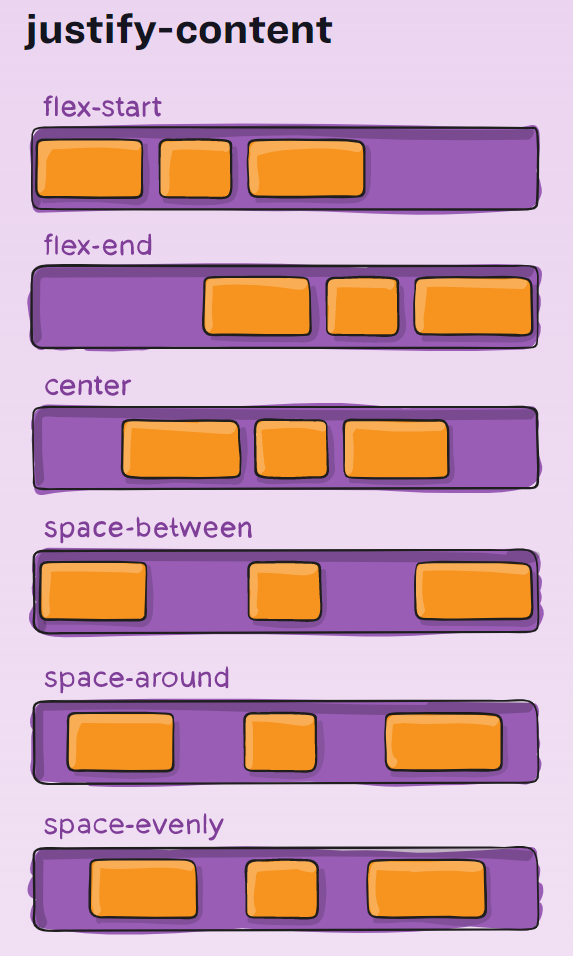 justify-content
flex-start
flex-end
center
space-between
space-around
space-evenly